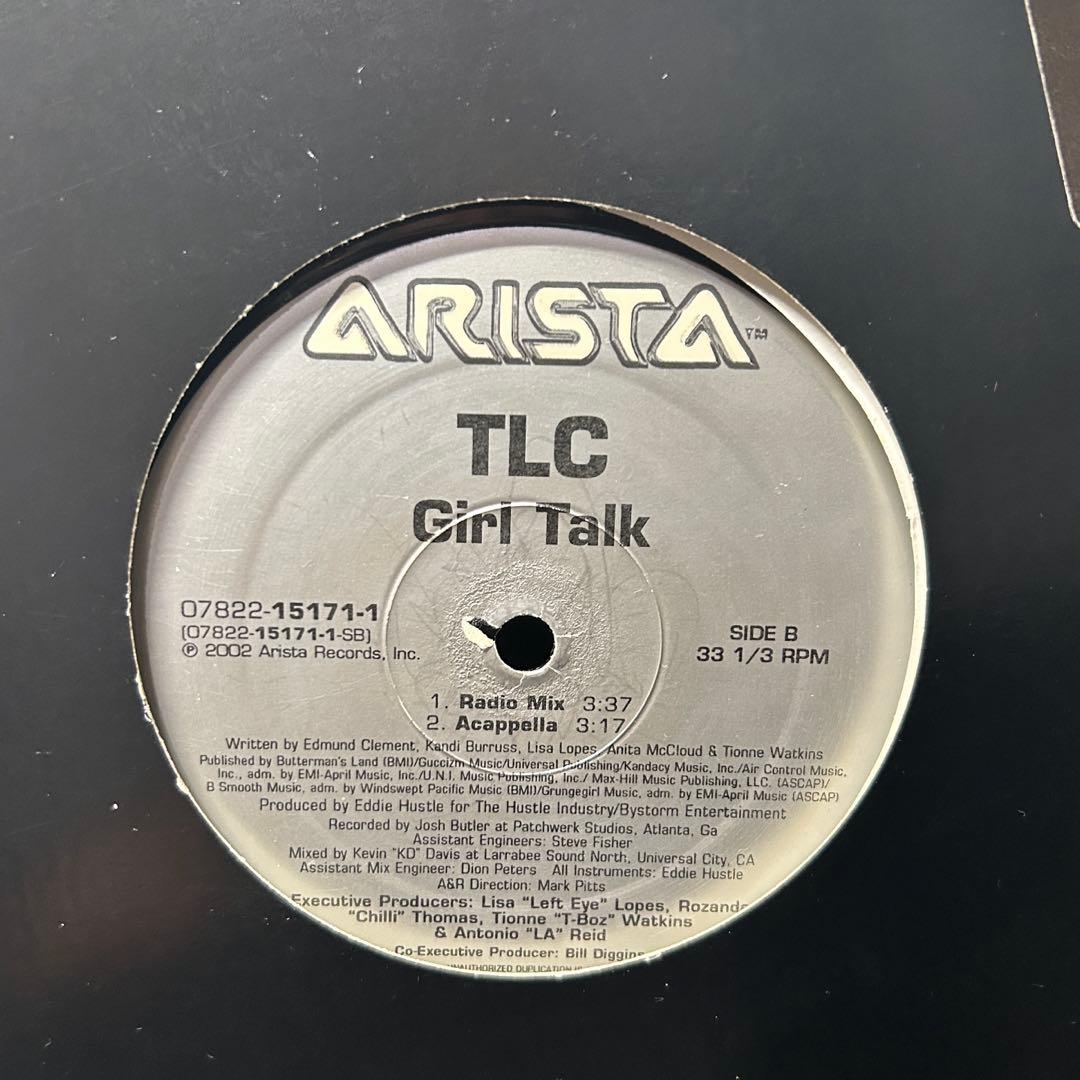 ARISTA™
TLC
Girl Talk
07822-15171-1
(07822-15171-1-SB)
℗ 2002 Arista Records, Inc.
SIDE B
33 1/3 RPM
1. Radio Mix 3:37
2. Acappella 3:17
Written by Edmund Clement, Kandi Burruss, Lisa Lopes, Anita McCloud & Tionne Watkins
Published by Butterman's Land (BMI)/Guccizm Music/Universal Publishing/Kandacy Music, Inc./Air Control Music,
Inc., adm. by EMI-April Music, Inc./U.N.I. Music Publishing, Inc./ Max-Hill Music Publishing, LLC. (ASCAP)/
B Smooth Music, adm. by Windswept Pacific Music (BMI)/Grungegirl Music, adm. by EMI-April Music (ASCAP)
Produced by Eddie Hustle for The Hustle Industry/Bystorm Entertainment
Recorded by Josh Butler at Patchwerk Studios, Atlanta, Ga
Assistant Engineers: Steve Fisher
Mixed by Kevin "KD" Davis at Larrabee Sound North, Universal City, CA
Assistant Mix Engineer: Dion Peters All Instruments: Eddie Hustle
A&R Direction: Mark Pitts
Executive Producers: Lisa "Left Eye" Lopes, Rozanda
"Chilli" Thomas, Tionne "T-Boz" Watkins
& Antonio "LA" Reid
Co-Executive Producer: Bill Diggins
UNAUTHORIZED DUPLICATION